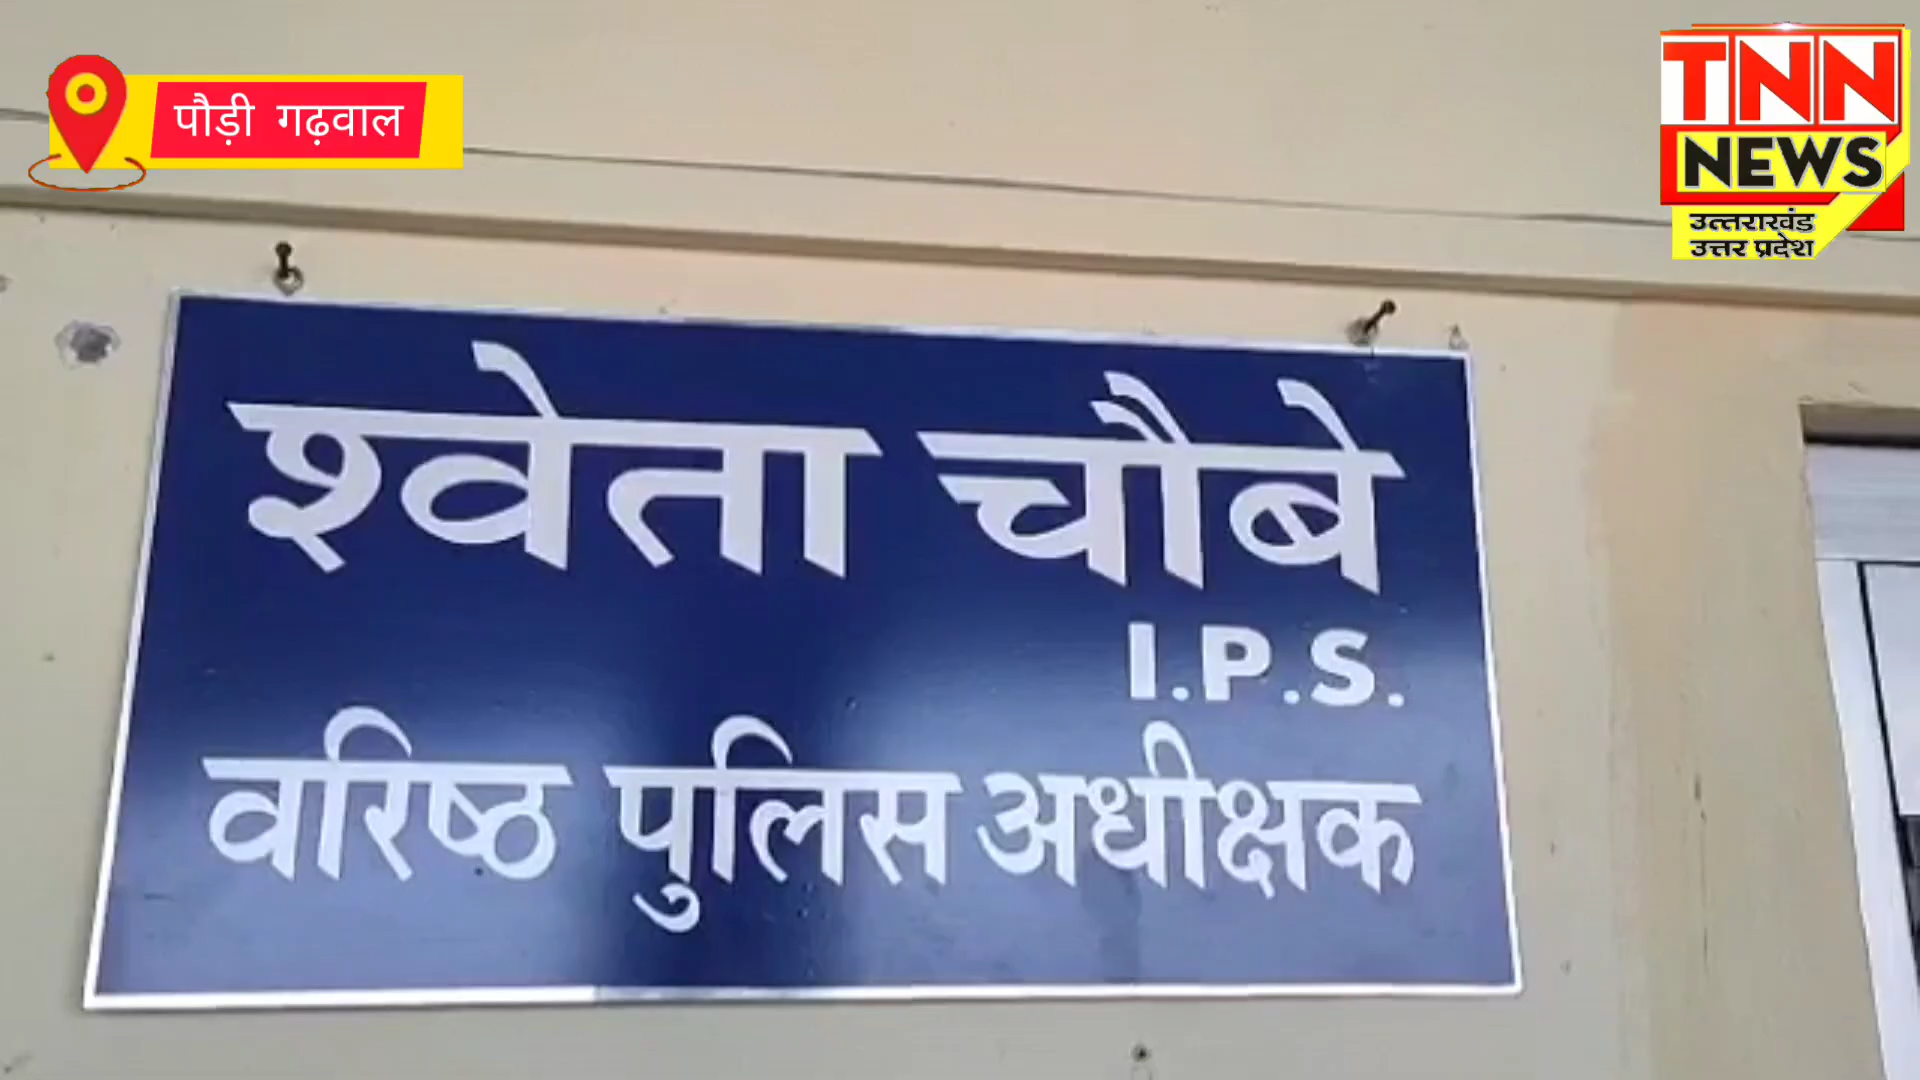 पौड़ी गढ़वाल
TNN
NEWS
उत्तराखंड
उत्तर प्रदेश
श्वेता चौबे
I.P.S.
वरिष्ठ पुलिस अधीक्षक